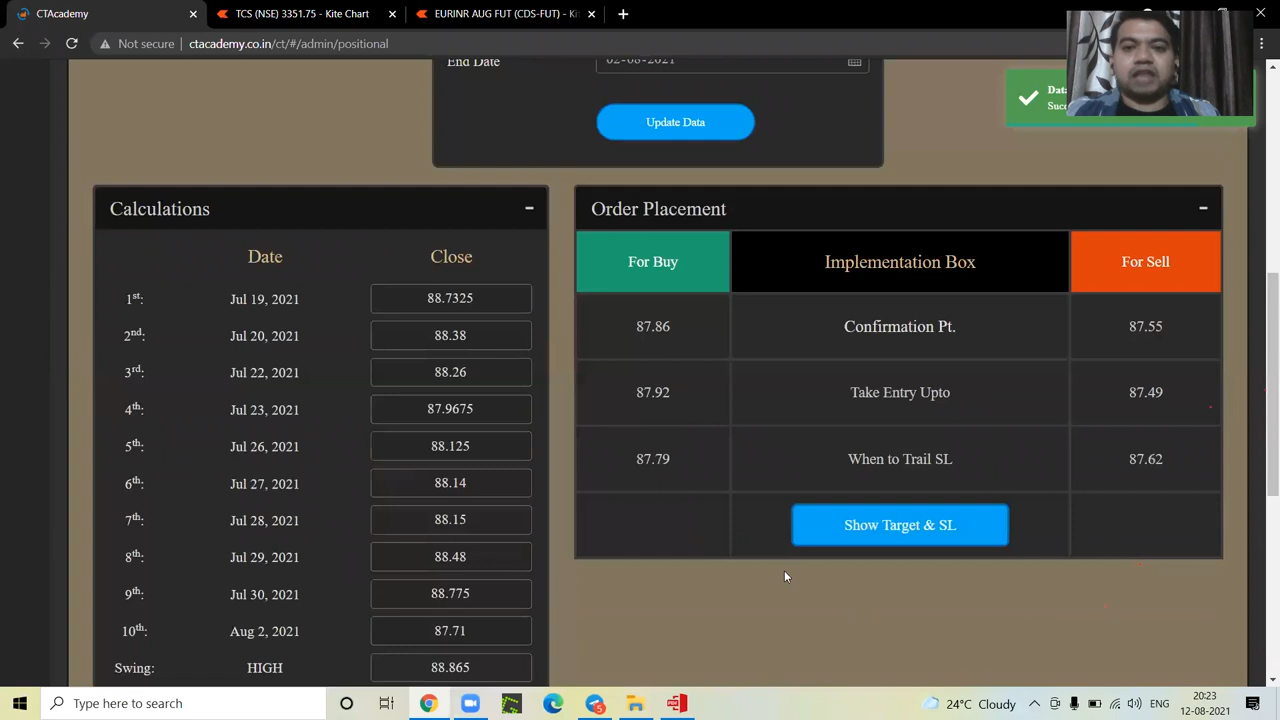 CTAcademy
TCS (NSE) 3351.75 - Kite Chart
EURINR AUG FUT (CDS-FUT) - Kit
Not secure
ctacademy.co.in/ct/#/admin/positional
End Date
02-08-2021
Data
Succ
Update Data
Calculations
Date Close
1st: Jul 19, 2021 88.7325
2nd: Jul 20, 2021 88.38
3rd: Jul 22, 2021 88.26
4th: Jul 23, 2021 87.9675
5th: Jul 26, 2021 88.125
6th: Jul 27, 2021 88.14
7th: Jul 28, 2021 88.15
8th: Jul 29, 2021 88.48
9th: Jul 30, 2021 88.775
10th: Aug 2, 2021 87.71
Swing: HIGH 88.865
Order Placement
For Buy Implementation Box For Sell
87.86 Confirmation Pt. 87.55
87.92 Take Entry Upto 87.49
87.79 When to Trail SL 87.62
Show Target & SL
Type here to search
5
24°C Cloudy
ENG
20:23
12-08-2021